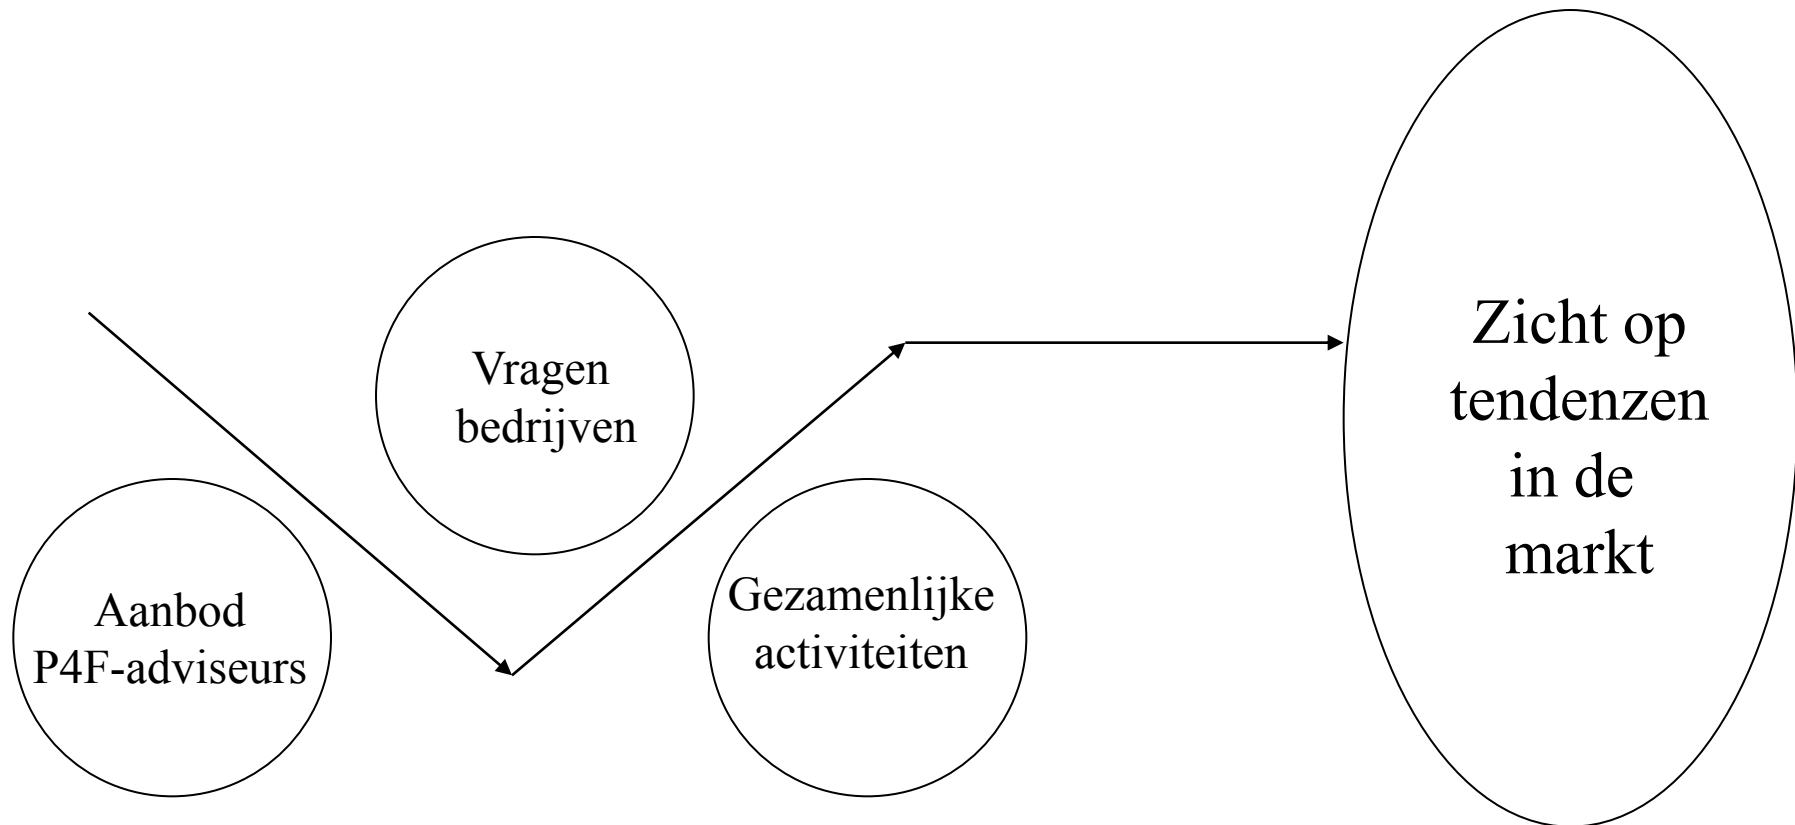 Aanbod
P4F-adviseurs
Vragen
bedrijven
Gezamenlijke
activiteiten
Zicht op
tendenzen
in de
markt